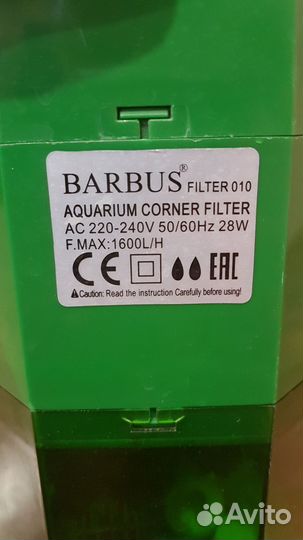 BARBUS® FILTER 010
AQUARIUM CORNER FILTER
AC 220-240V 50/60Hz 28W
F.MAX:1600L/H
CE EAC
Caution: Read the instruction Carefully before using!
Avito